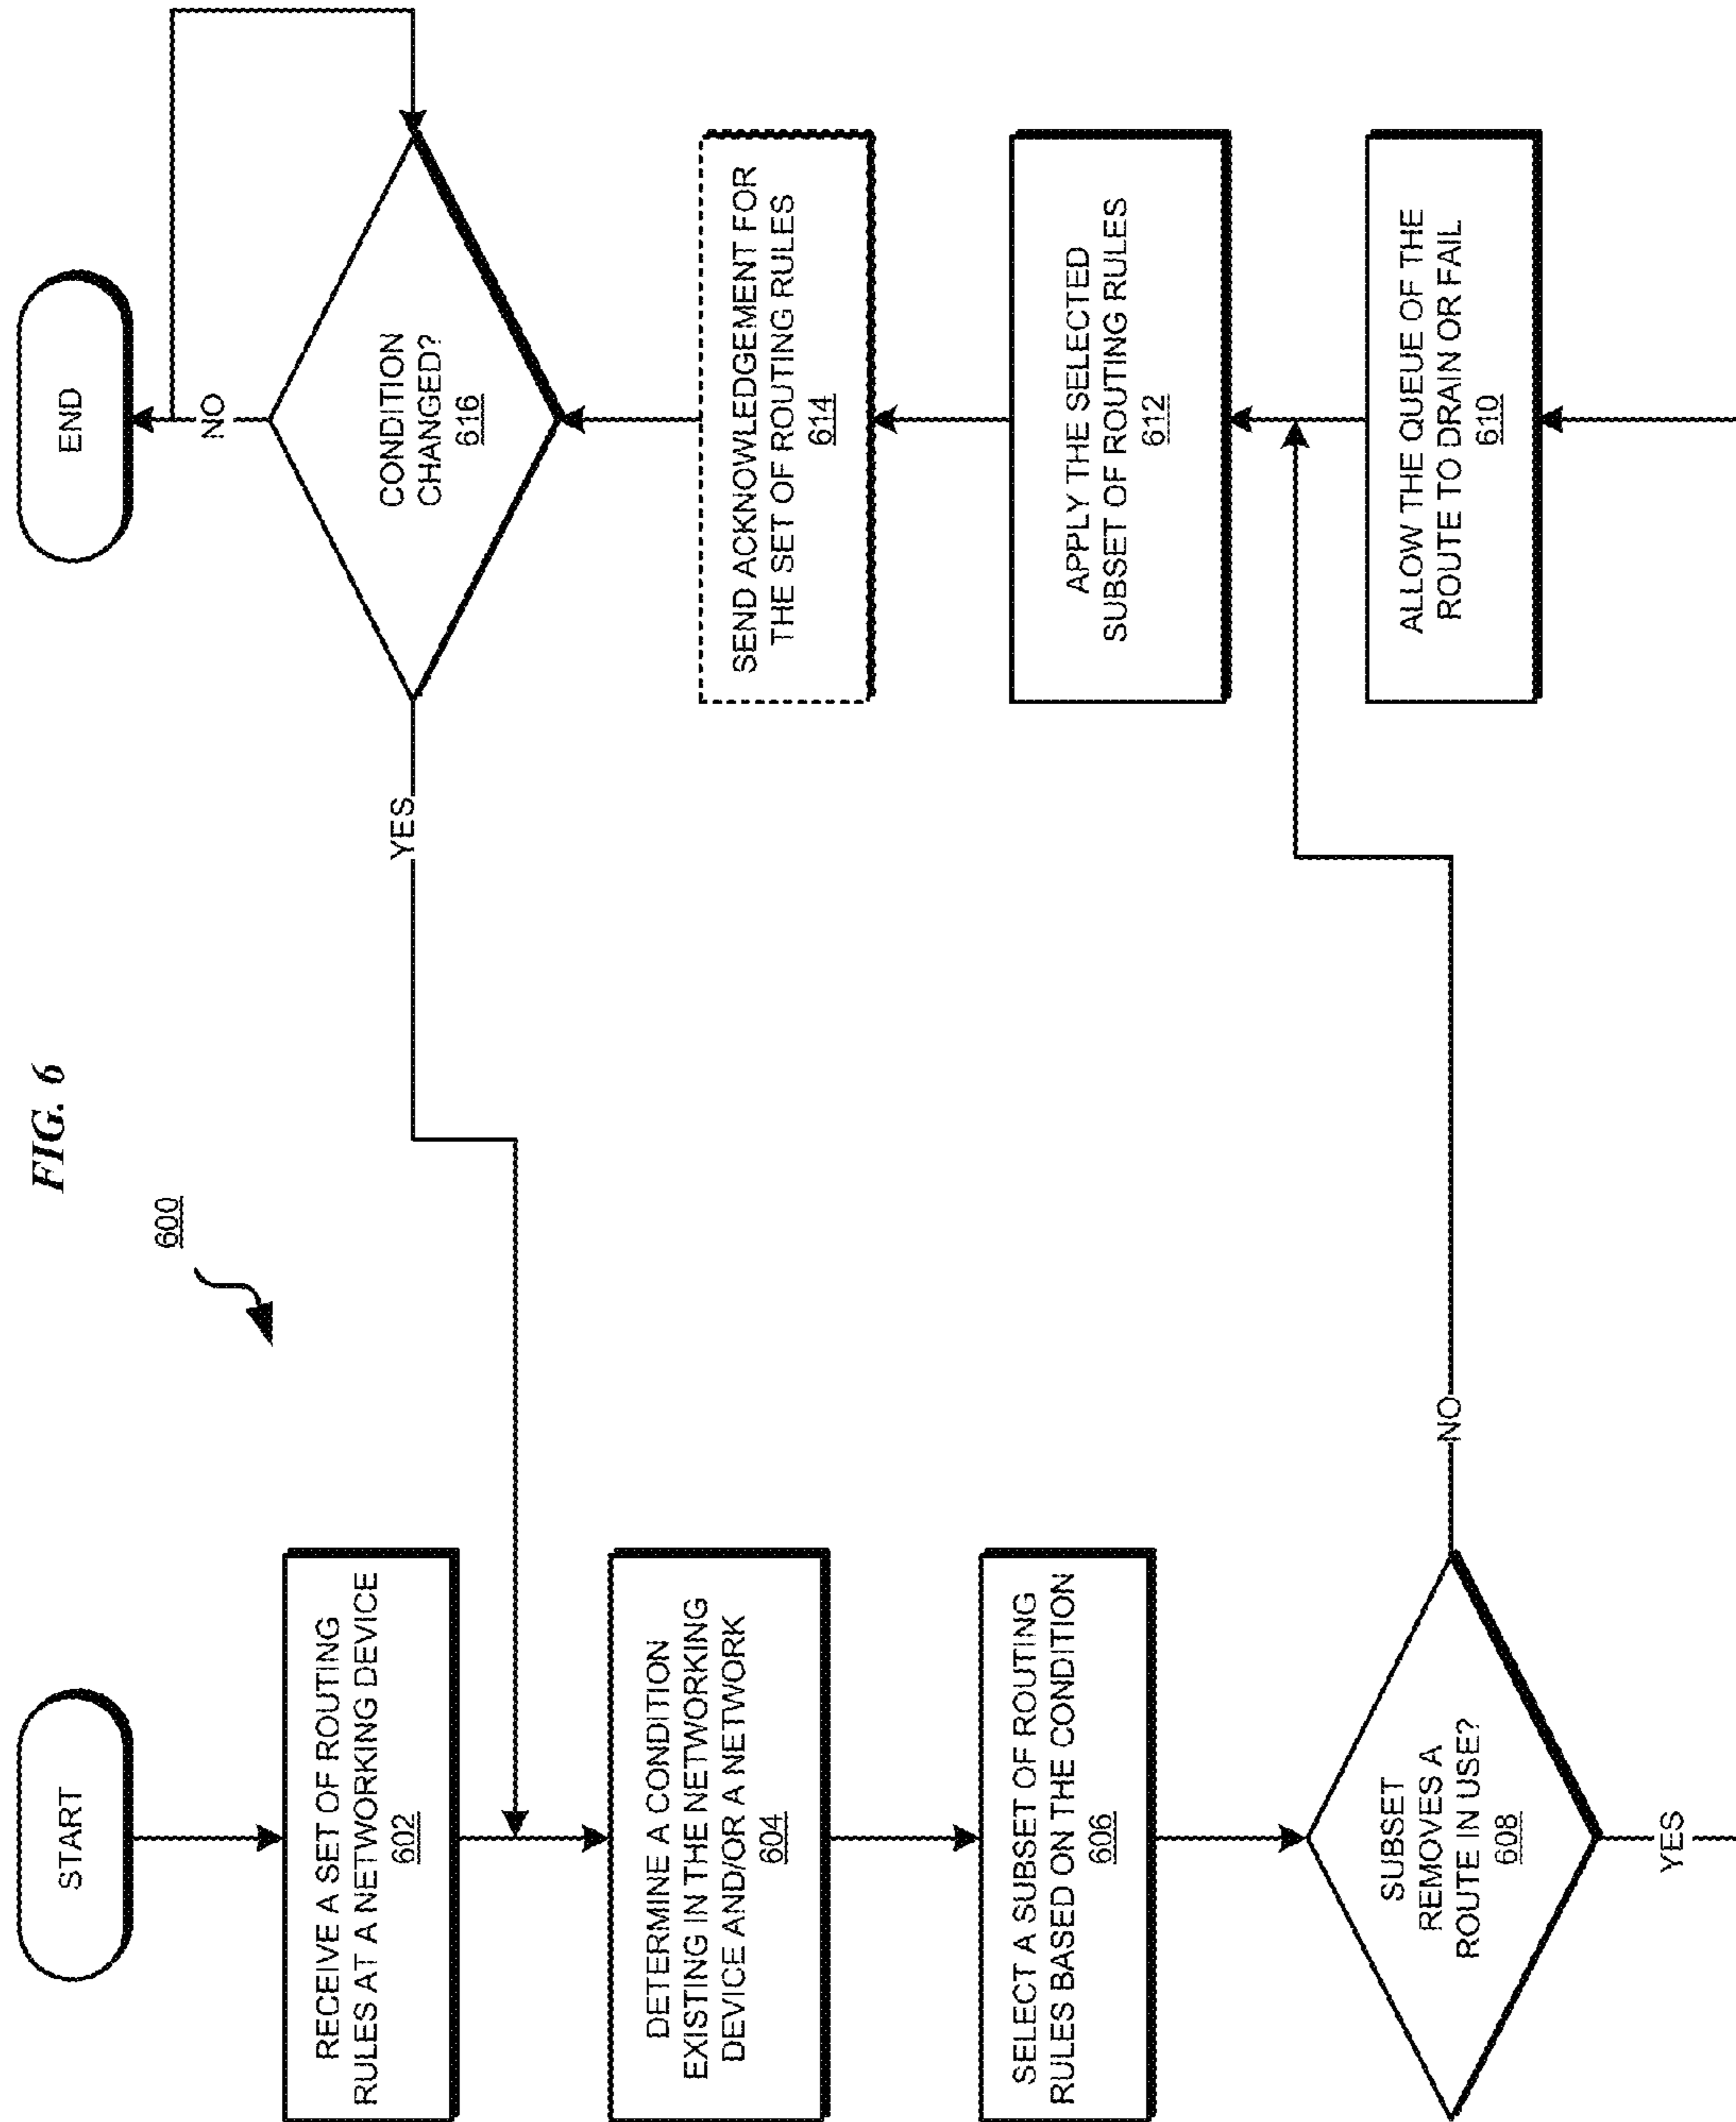 FIG. 6
600
START
RECEIVE A SET OF ROUTING
RULES AT A NETWORKING DEVICE
602
DETERMINE A CONDITION
EXISTING IN THE NETWORKING
DEVICE AND/OR A NETWORK
604
SELECT A SUBSET OF ROUTING
RULES BASED ON THE CONDITION
606
SUBSET
REMOVES A
ROUTE IN USE?
608
NO
YES
ALLOW THE QUEUE OF THE
ROUTE TO DRAIN OR FAIL
610
APPLY THE SELECTED
SUBSET OF ROUTING RULES
612
SEND ACKNOWLEDGEMENT FOR
THE SET OF ROUTING RULES
614
CONDITION
CHANGED?
616
YES
NO
END